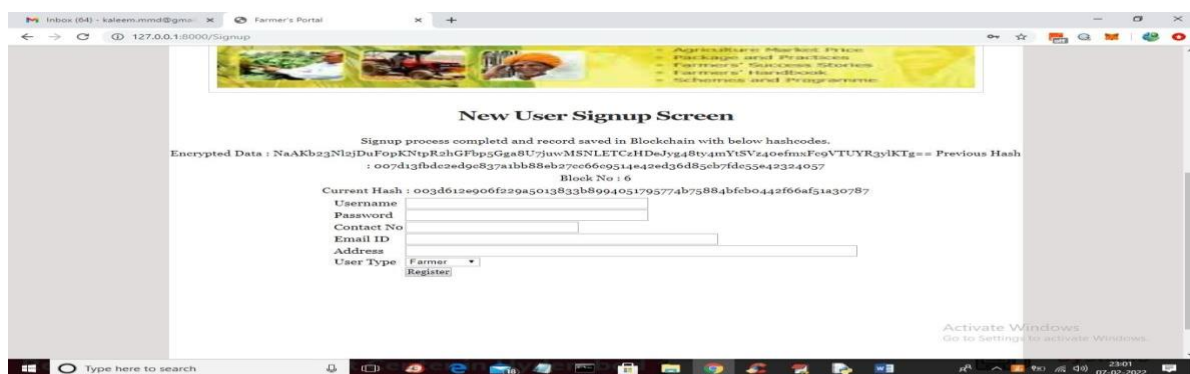 Inbox (64) - kaleem.mmd@gmai
Farmer's Portal
127.0.0.1:8000/Signup
Agriculture Market Price
Package and Practices
Farmers' Success Stories
Farmers' Handbook
Schemes and Programme
New User Signup Screen
Signup process completd and record saved in Blockchain with below hashcodes.
Encrypted Data : NaAKb23Nl2jDuFopKNtpR2hGFbp5Gga8U7juwMSNLETCzHDeJyg48ty4mYtSVz40efmxFc9VTUYR3ylKTg== Previous Hash
: 007d13fbdc2ed9c837a1bb88eb27cc66c9514e42ed36d85cb7fdc55e42324057
Block No : 6
Current Hash : 003d612e906f229a5013833b8994051795774b75884bfcb0442f66af51a30787
Username
Password
Contact No
Email ID
Address
User Type Farmer
Register
Activate Windows
Go to Settings to activate Windows.
Type here to search
23:01
07-02-2022